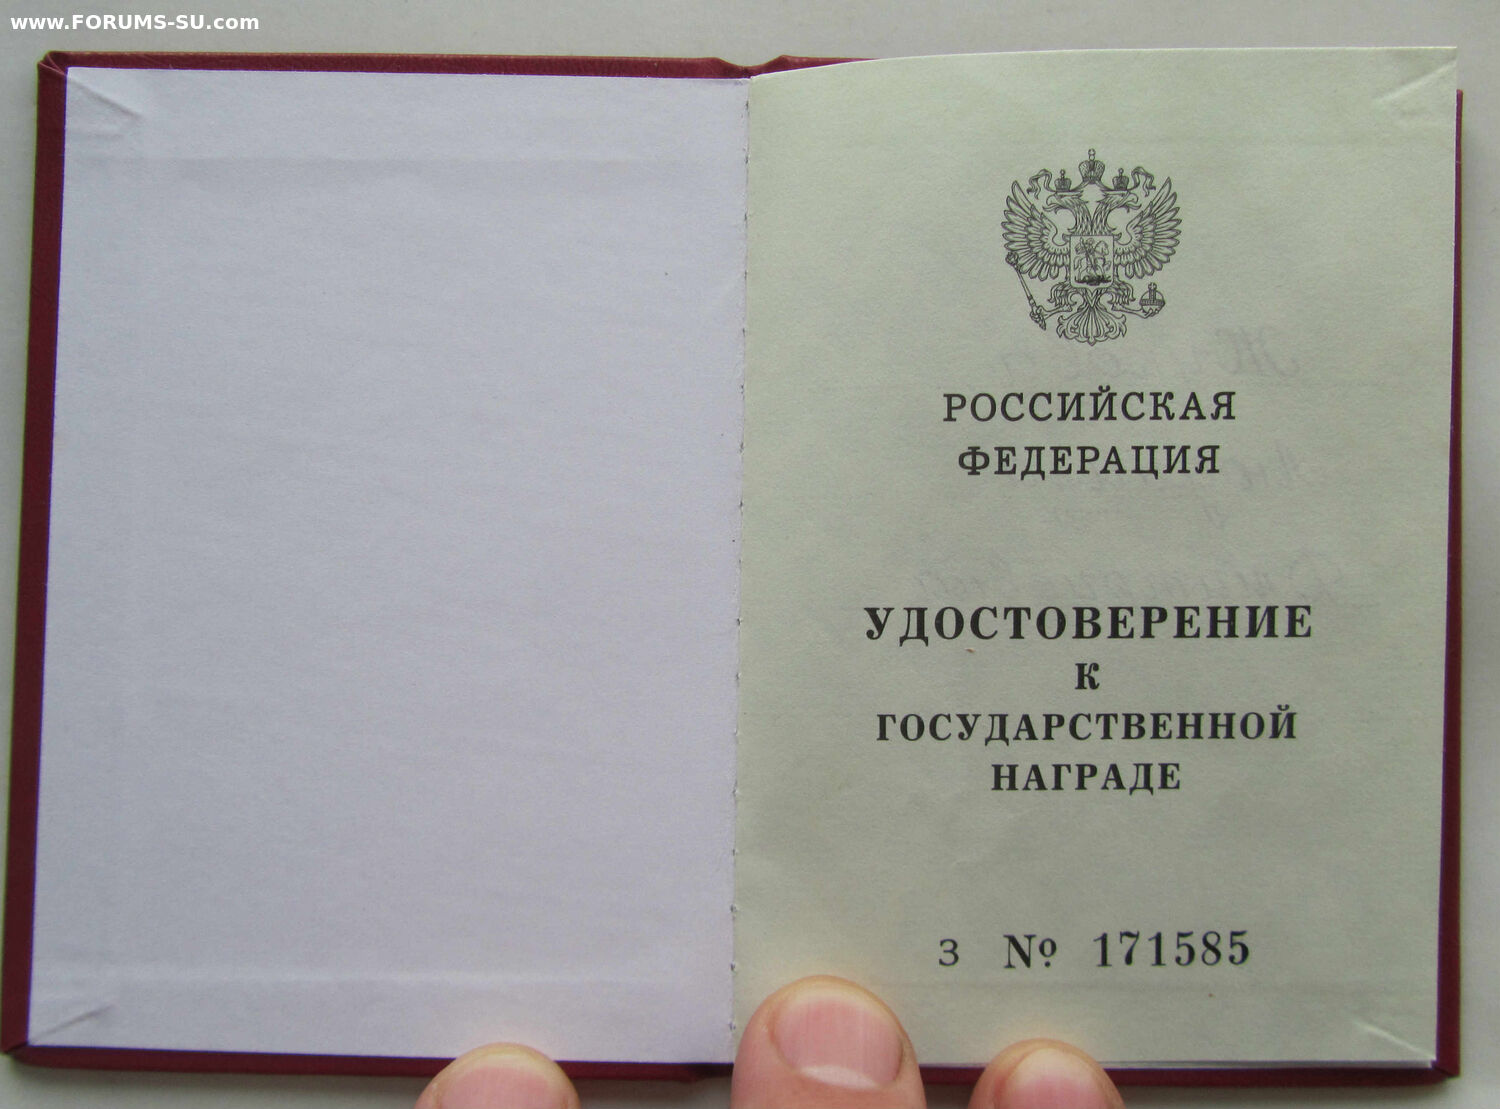 www.FORUMS-SU.com
РОССИЙСКАЯ
ФЕДЕРАЦИЯ
УДОСТОВЕРЕНИЕ
К
ГОСУДАРСТВЕННОЙ
НАГРАДЕ
З № 171585